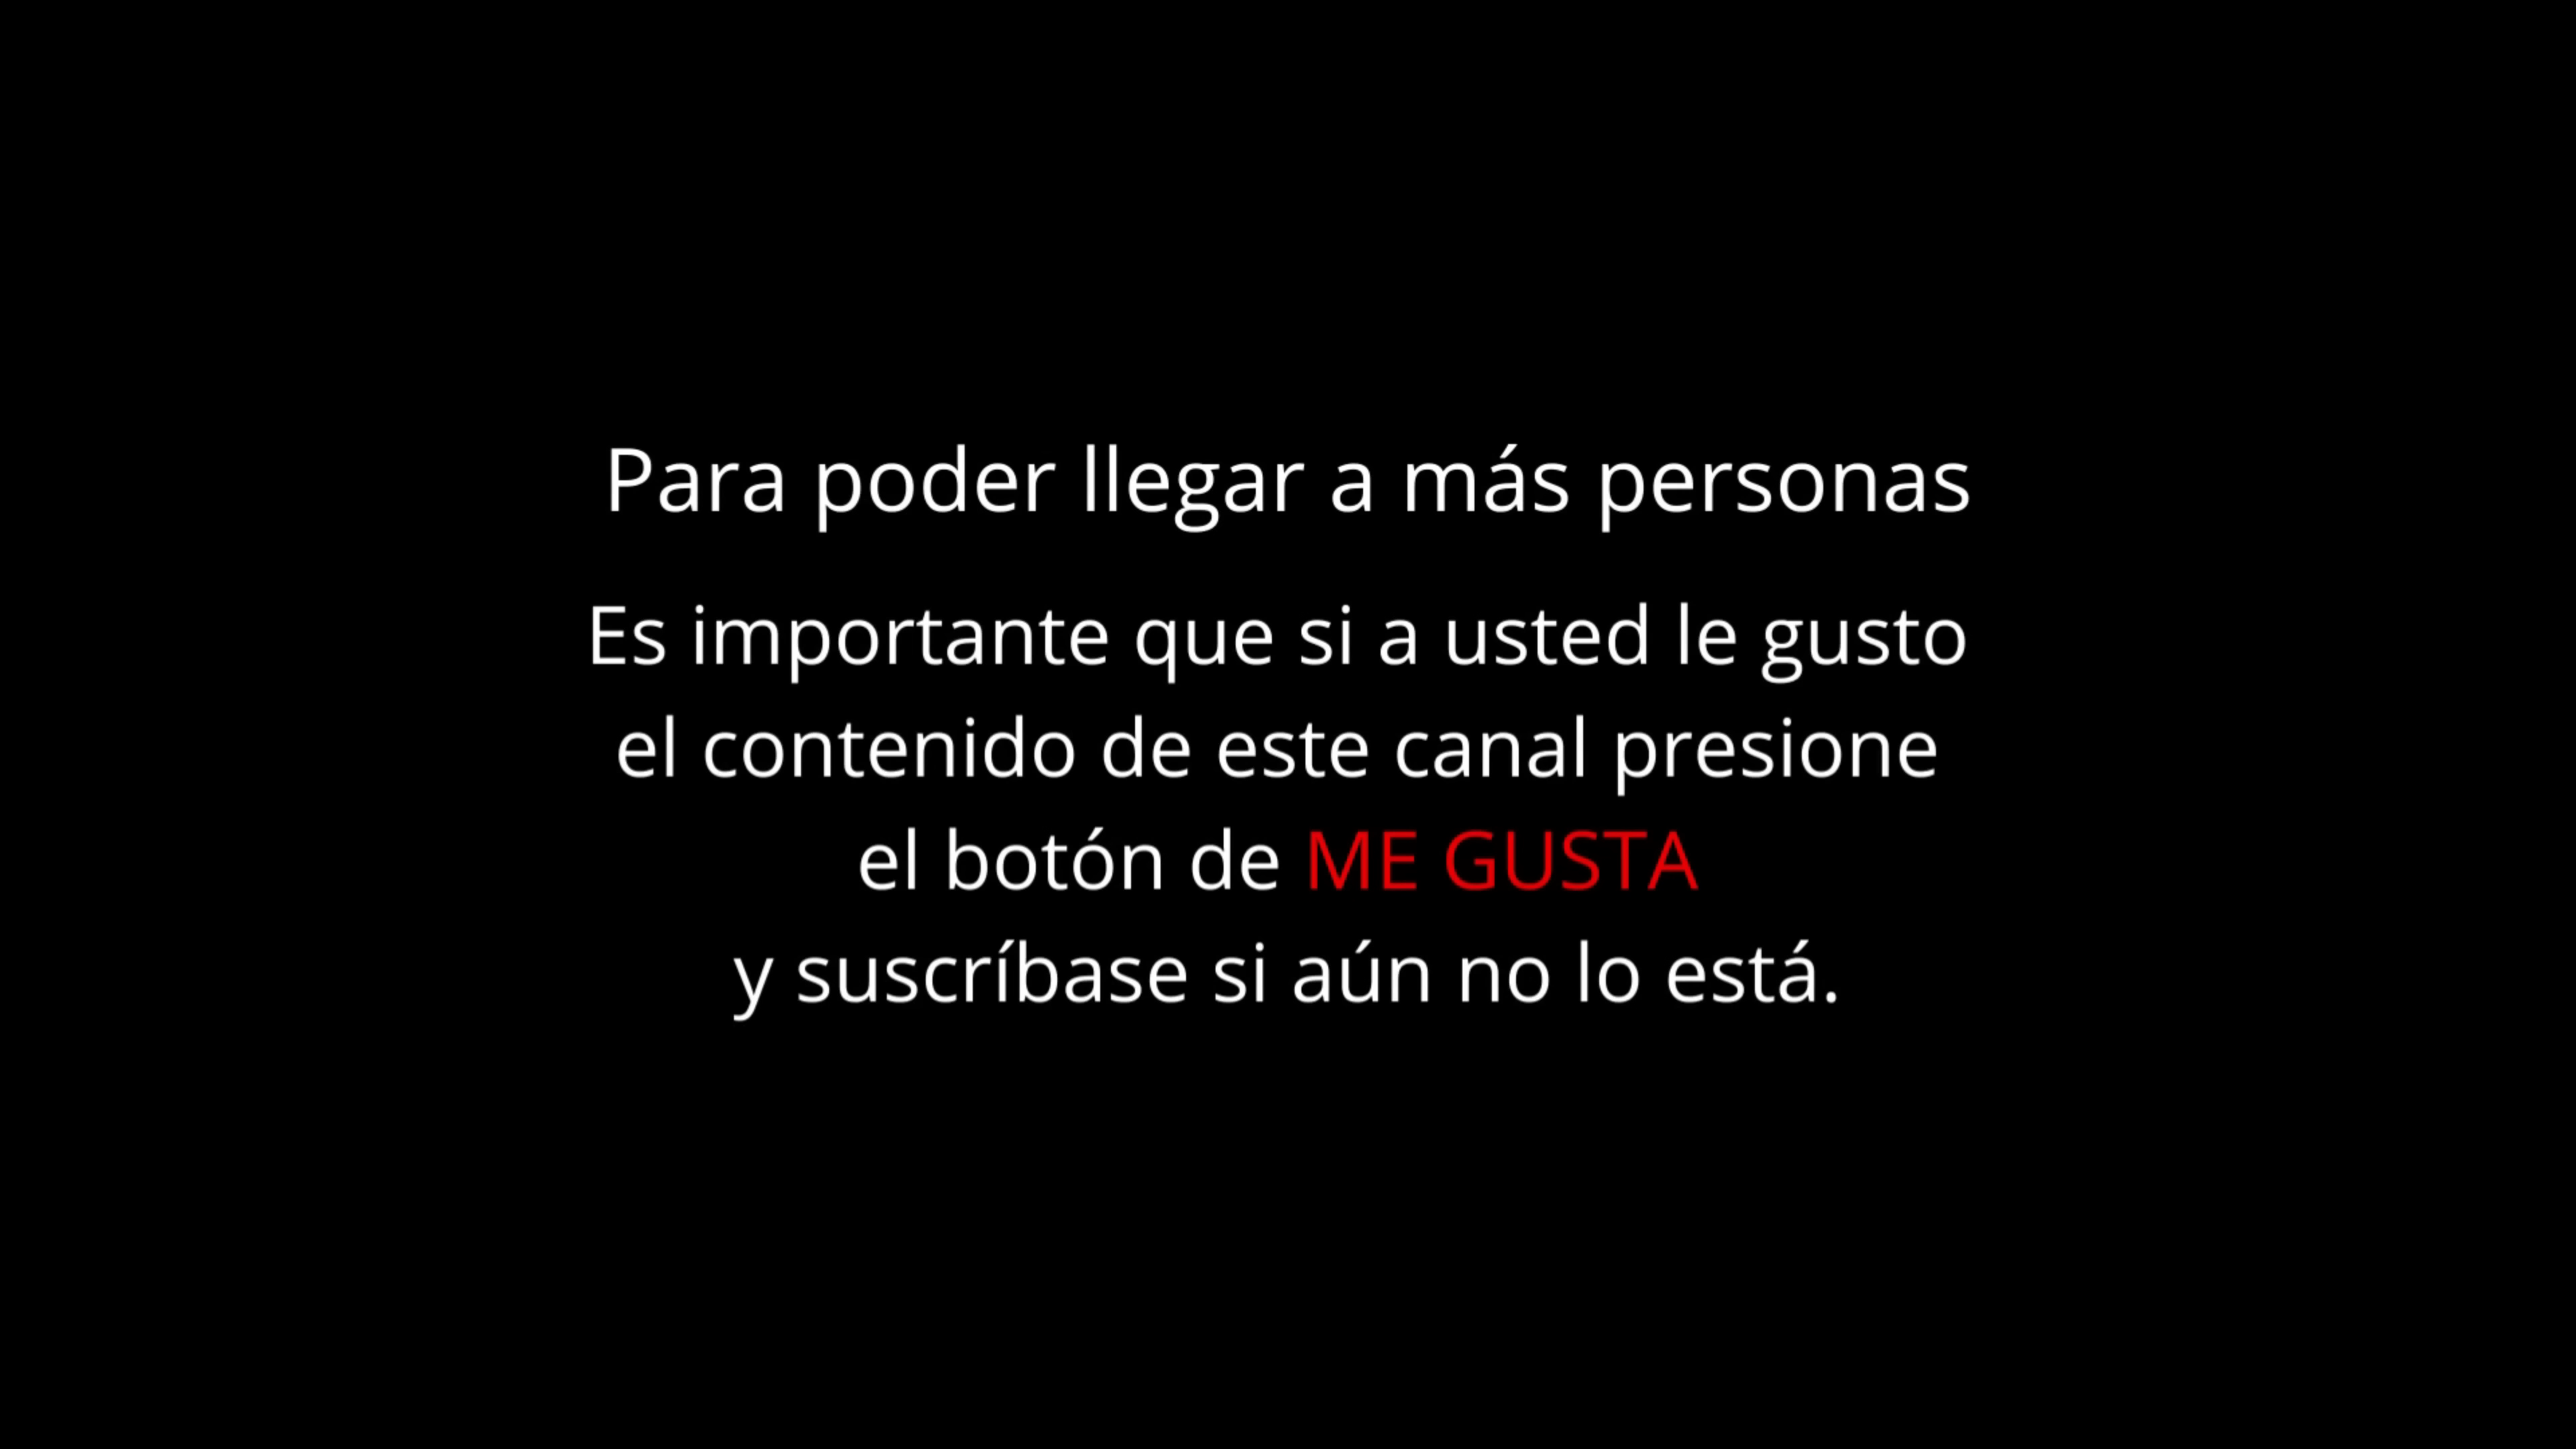 Para poder llegar a más personas
Es importante que si a usted le gusto
el contenido de este canal presione
el botón de ME GUSTA
y suscríbase si aún no lo está.